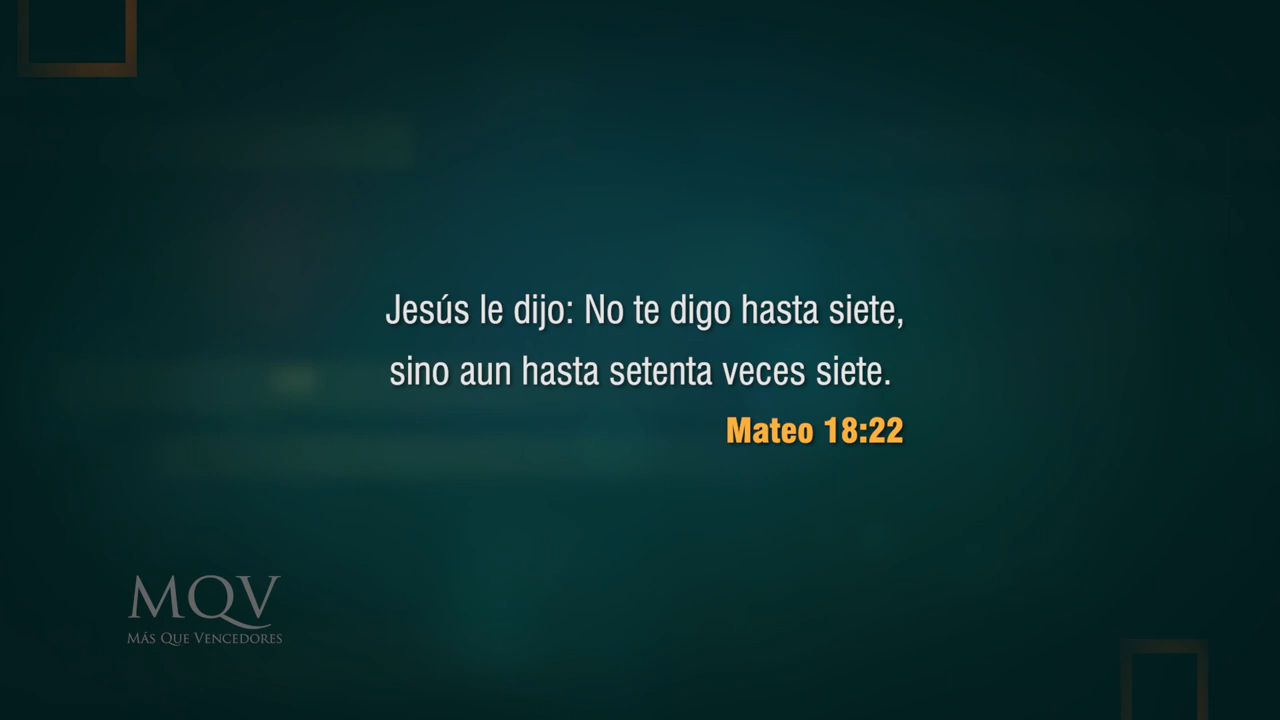 Jesús le dijo: No te digo hasta siete,
sino aun hasta setenta veces siete.
Mateo 18:22
MQV
MÁS QUE VENCEDORES